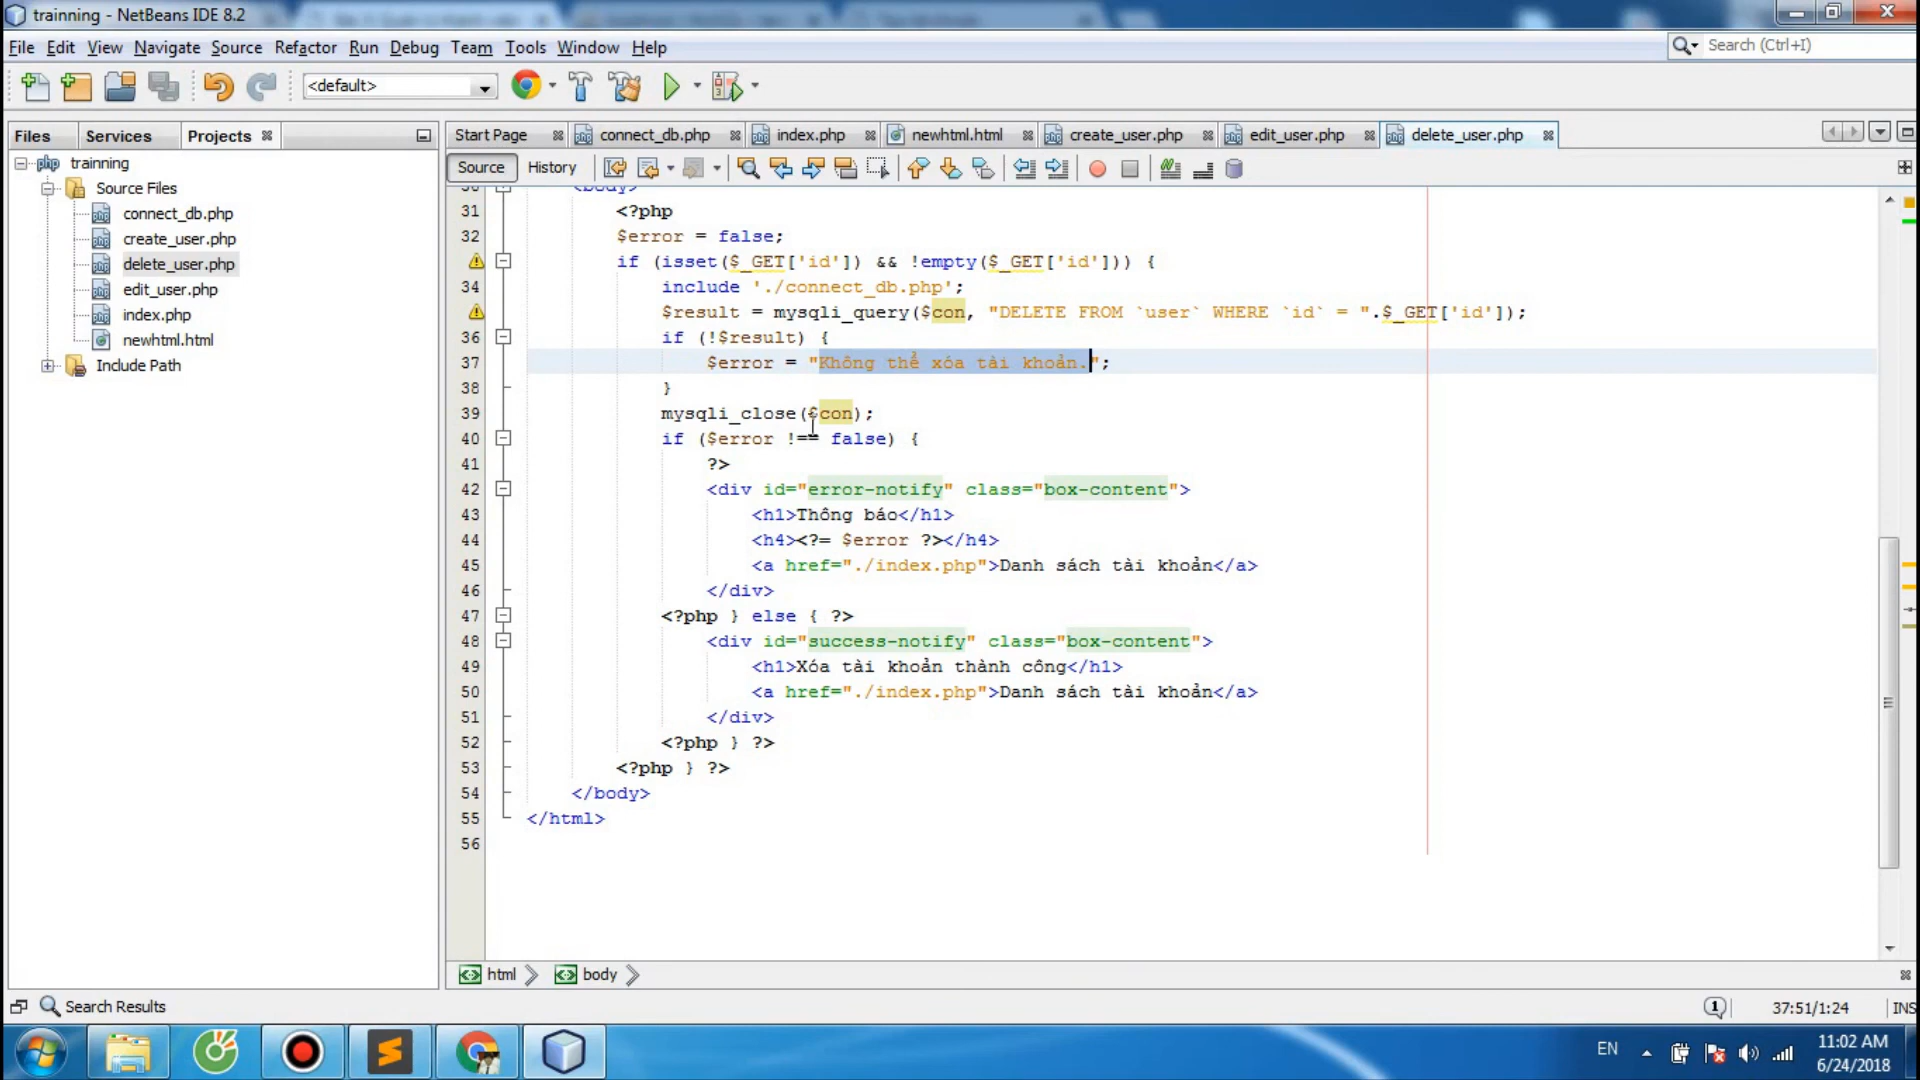 trainning - NetBeans IDE 8.2
File Edit View Navigate Source Refactor Run Debug Team Tools Window Help
Search (Ctrl+I)
<default>
Files Services Projects
Start Page connect_db.php index.php newhtml.html create_user.php edit_user.php delete_user.php
Source History
trainning
Source Files
connect_db.php
create_user.php
delete_user.php
edit_user.php
index.php
newhtml.html
Include Path
30 <body>
31 <?php
32 $error = false;
if (isset($_GET['id']) && !empty($_GET['id'])) {
34 include './connect_db.php';
$result = mysqli_query($con, "DELETE FROM `user` WHERE `id` = ".$_GET['id']);
36 if (!$result) {
37 $error = "Không thể xóa tài khoản.";
38 }
39 mysqli_close($con);
40 if ($error !== false) {
41 ?>
42 <div id="error-notify" class="box-content">
43 <h1>Thông báo</h1>
44 <h4><?= $error ?></h4>
45 <a href="./index.php">Danh sách tài khoản</a>
46 </div>
47 <?php } else { ?>
48 <div id="success-notify" class="box-content">
49 <h1>Xóa tài khoản thành công</h1>
50 <a href="./index.php">Danh sách tài khoản</a>
51 </div>
52 <?php } ?>
53 <?php } ?>
54 </body>
55 </html>
56
html body
Search Results
1 37:51/1:24 INS
EN
11:02 AM
6/24/2018